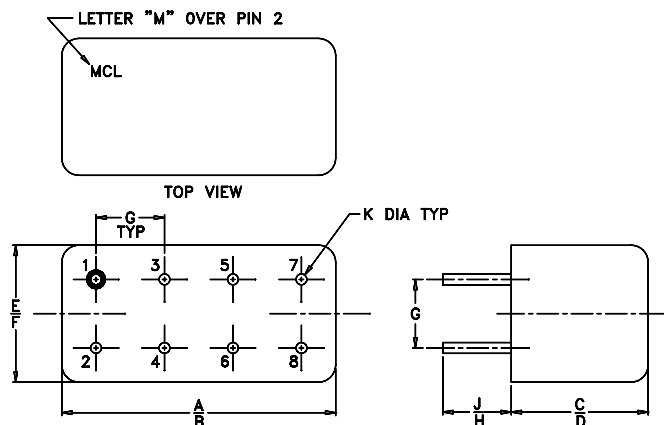 LETTER "M" OVER PIN 2
MCL
TOP VIEW
G
TYP
K DIA TYP
1 3 5 7
E
F
G
2 4 6 8
A
B
J
H
C
D